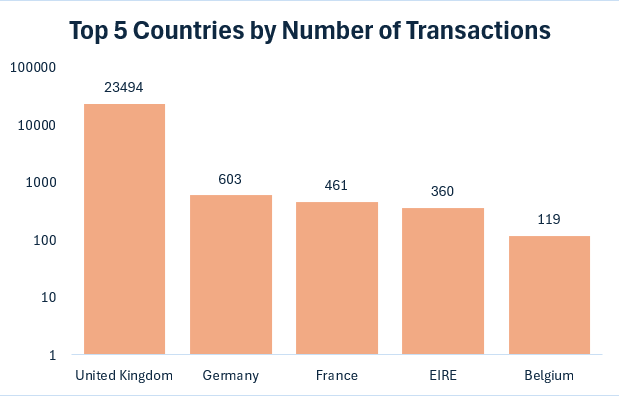 Top 5 Countries by Number of Transactions
100000
10000
1000
100
10
1
23494
603
461
360
119
United Kingdom
Germany
France
EIRE
Belgium